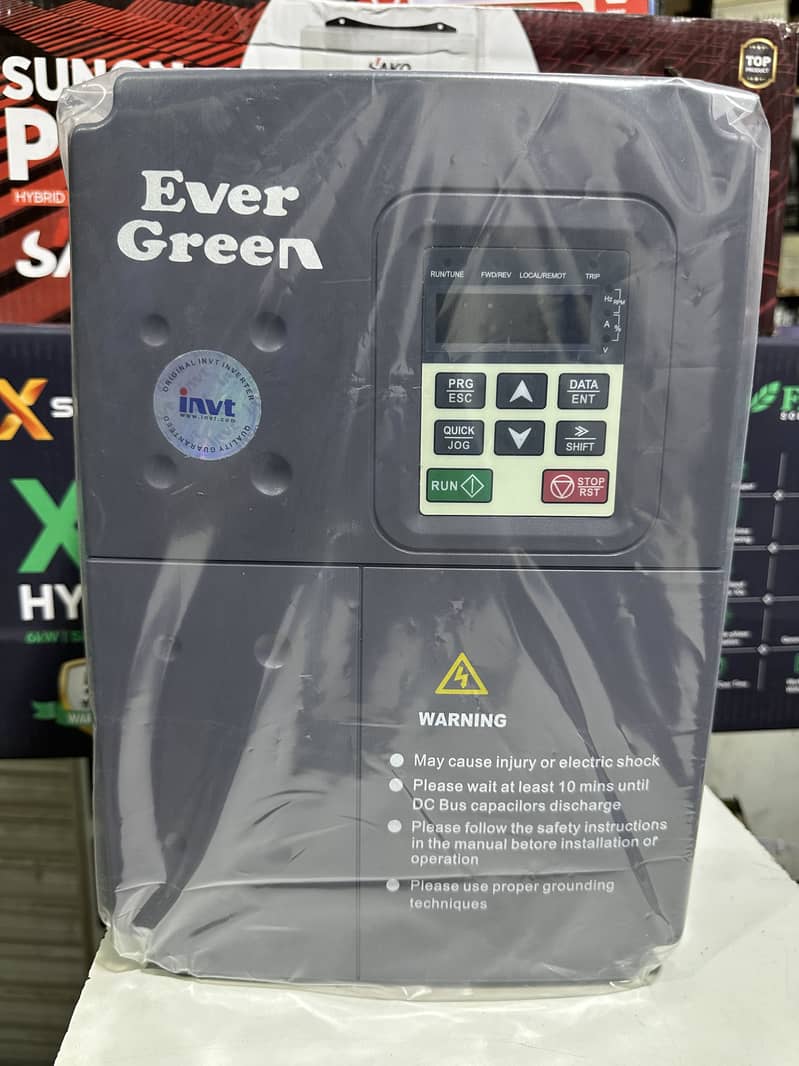 SUNON
P
HYBRID
JAKO
TOP
PRODUCT
Ever
Green
ORIGINAL INVT INVERTER
invt
www.invt.com
QUALITY GUARANTEED
RUN/TUNE FWD/REV LOCAL/REMOT TRIP
Hz
RPM
A
%
V
PRG
ESC
DATA
ENT
QUICK
JOG
SHIFT
RUN
STOP
RST
X
HY
6kW
WAR
WARNING
May cause injury or electric shock
Please wait at least 10 mins until
DC Bus capacilors discharge
Please follow the safety instructions
in the manual betore installation or
operation
Please use proper grounding
techniques